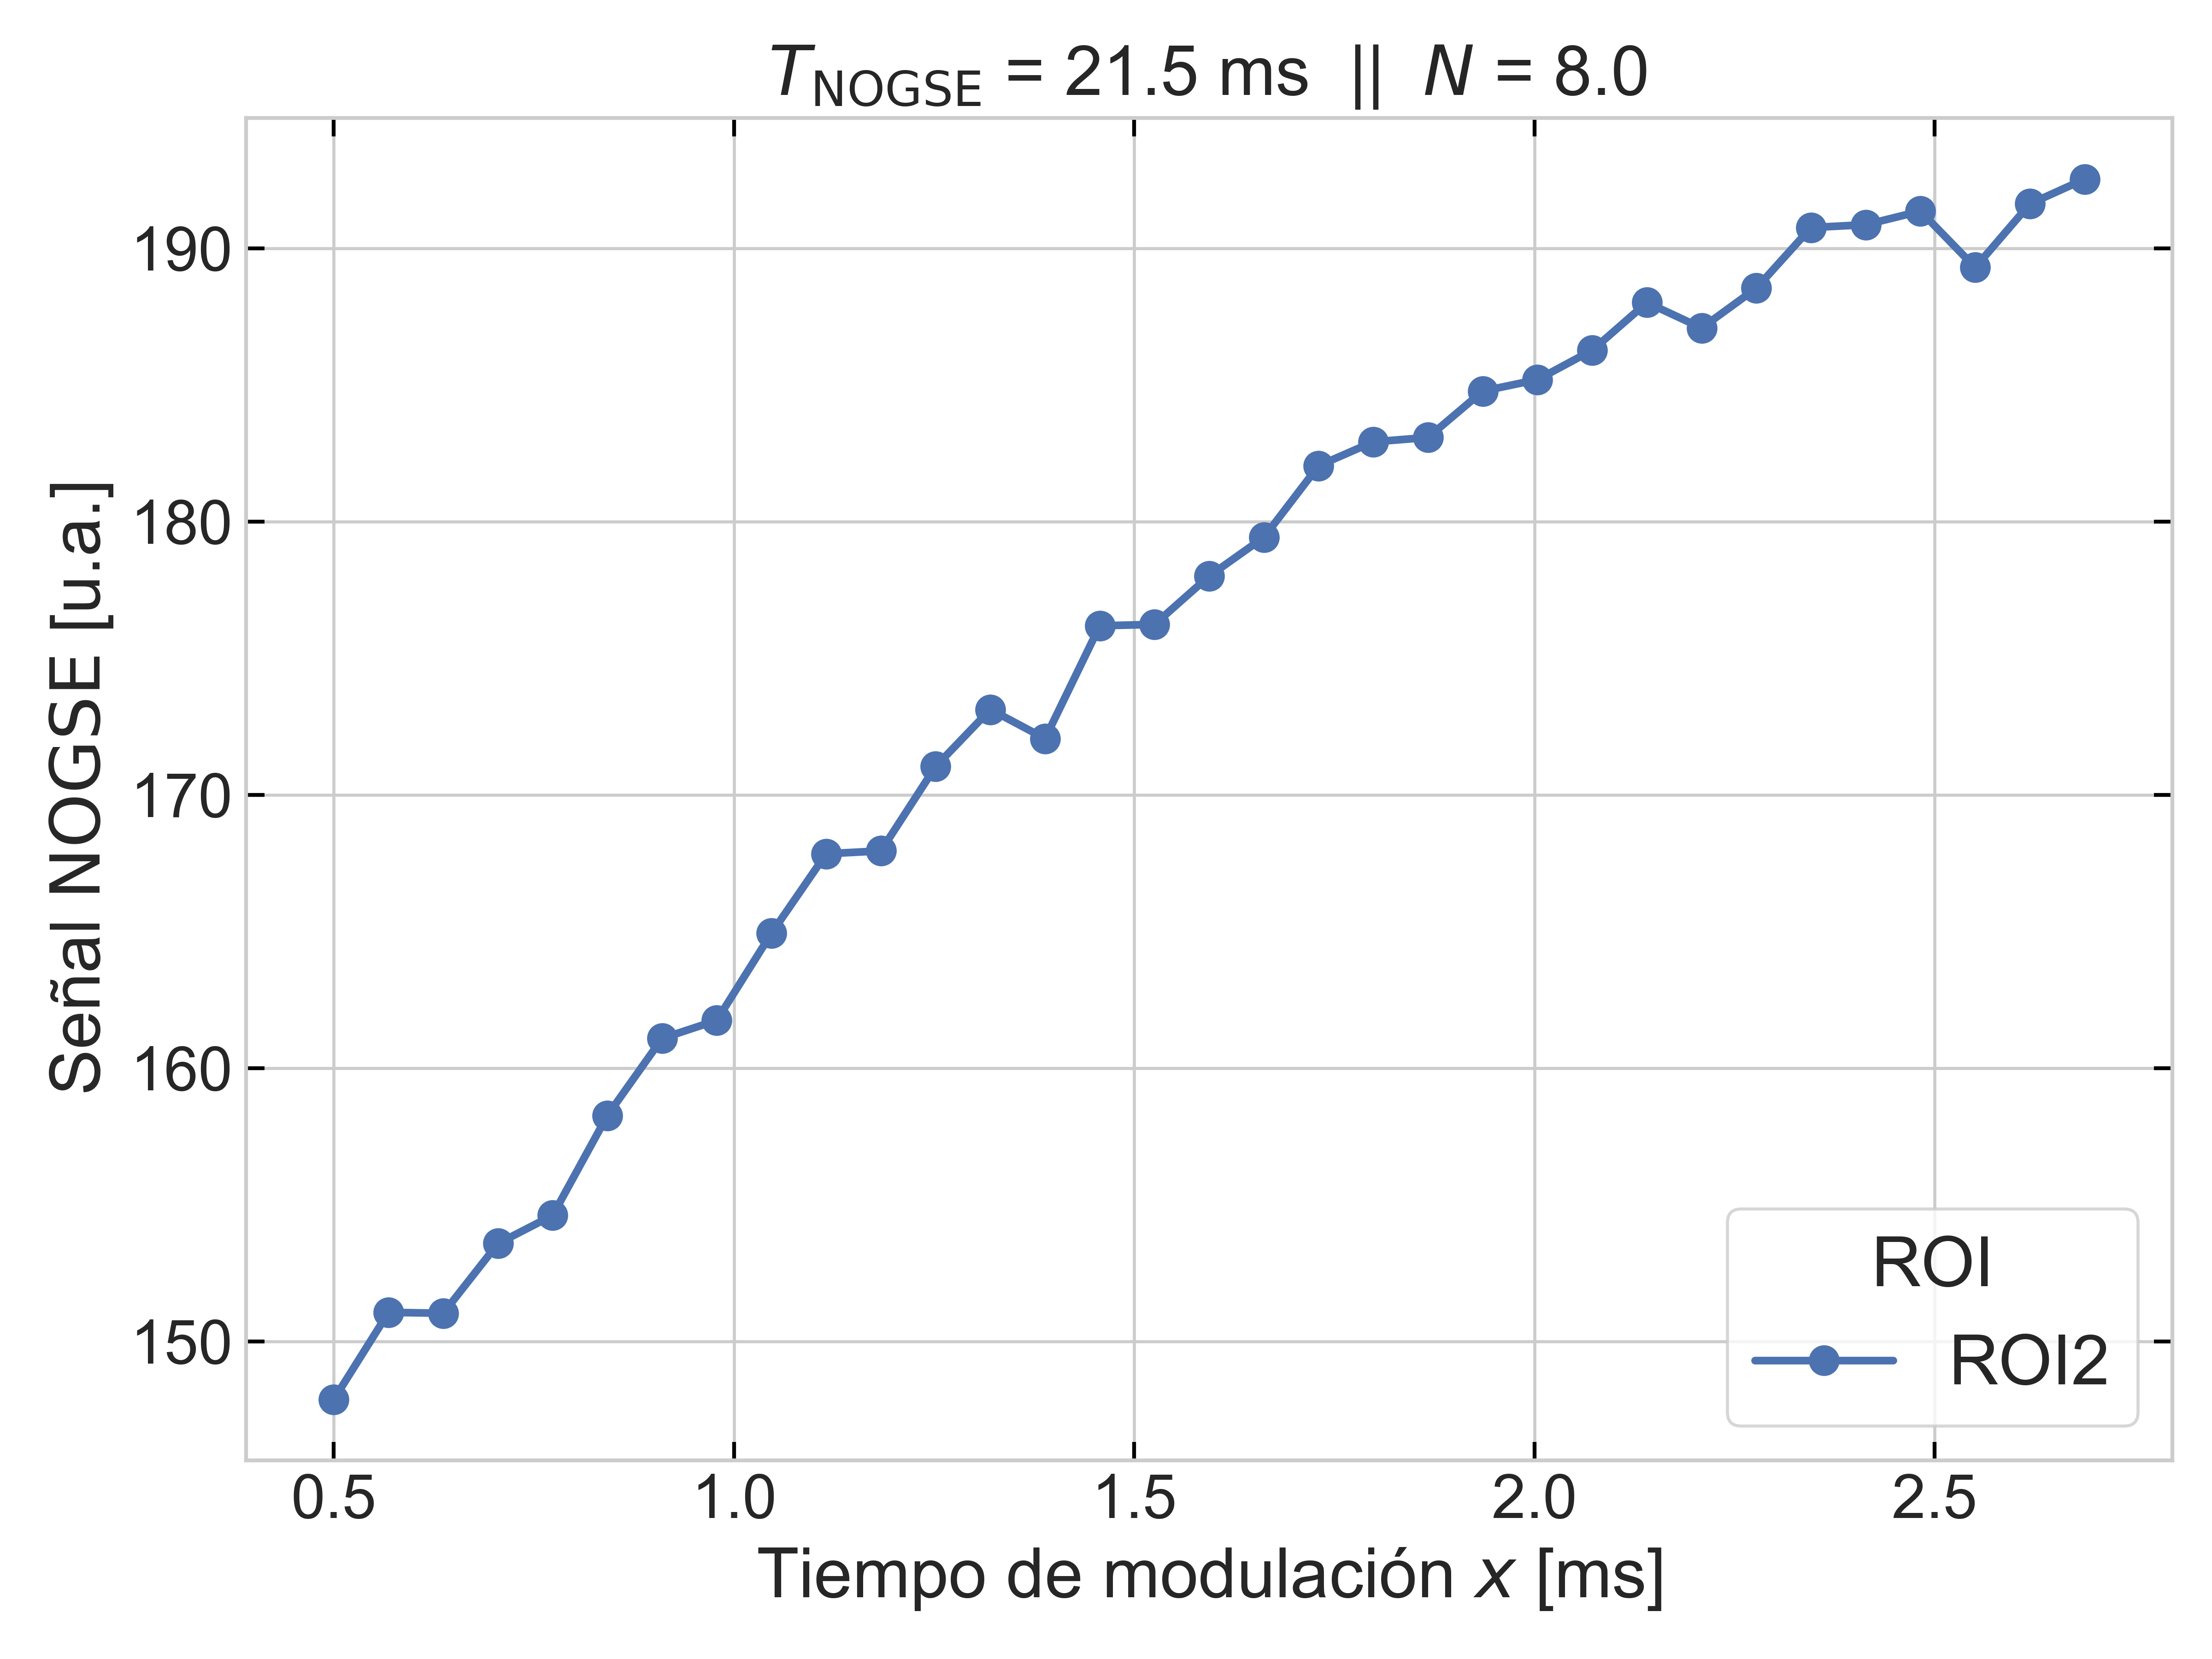 T_NOGSE = 21.5 ms || N = 8.0
Señal NOGSE [u.a.]
190
180
170
160
150
ROI
ROI2
0.5 1.0 1.5 2.0 2.5
Tiempo de modulación x [ms]